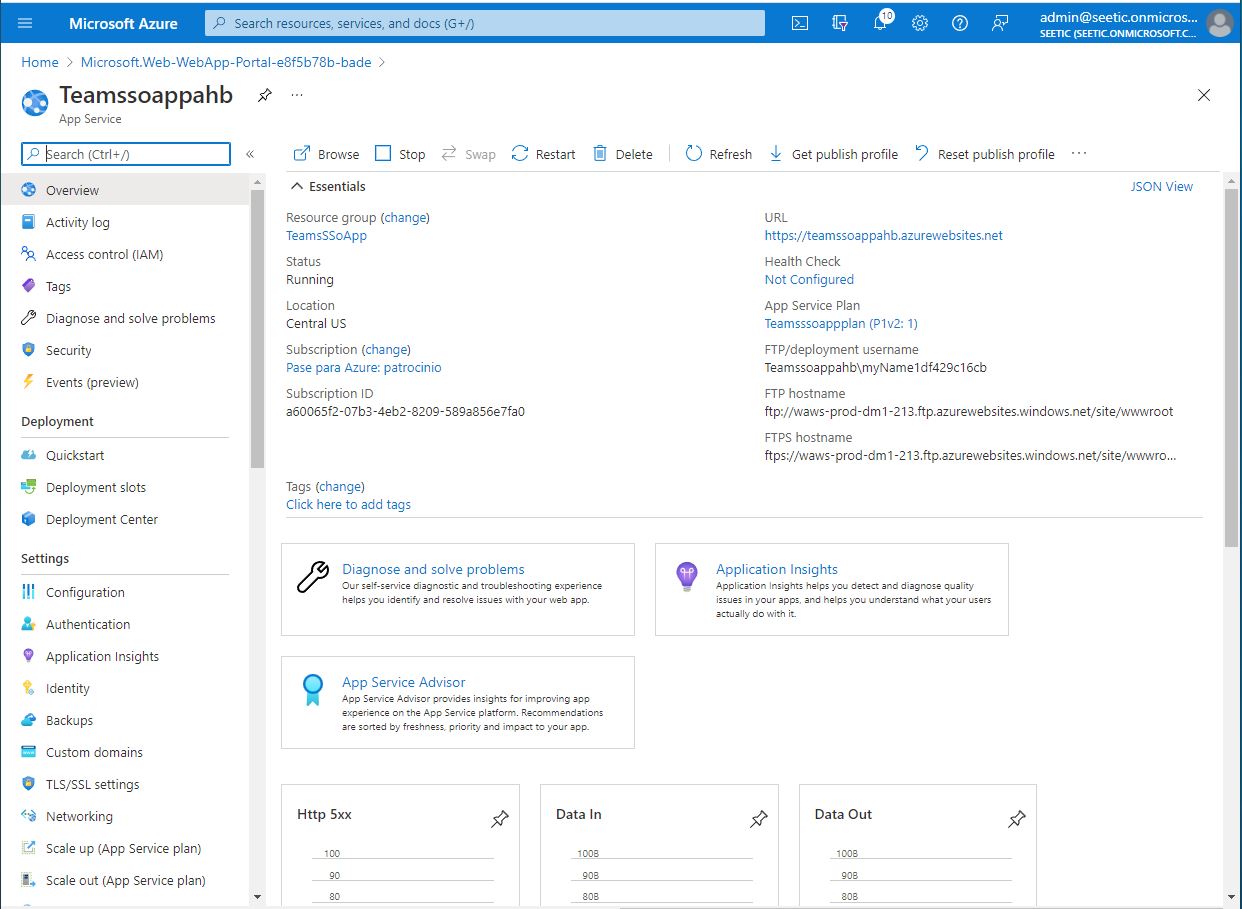 Microsoft Azure
Search resources, services, and docs (G+/)
10
admin@seetic.onmicros...
SEETIC (SEETIC.ONMICROSOFT.C...
Home > Microsoft.Web-WebApp-Portal-e8f5b78b-bade >
Teamssoappahb
App Service
Search (Ctrl+/)
Overview
Activity log
Access control (IAM)
Tags
Diagnose and solve problems
Security
Events (preview)
Deployment
Quickstart
Deployment slots
Deployment Center
Settings
Configuration
Authentication
Application Insights
Identity
Backups
Custom domains
TLS/SSL settings
Networking
Scale up (App Service plan)
Scale out (App Service plan)
Browse Stop Swap Restart Delete Refresh Get publish profile Reset publish profile
Essentials
JSON View
Resource group (change)
TeamsSSoApp
Status
Running
Location
Central US
Subscription (change)
Pase para Azure: patrocinio
Subscription ID
a60065f2-07b3-4eb2-8209-589a856e7fa0
URL
https://teamssoappahb.azurewebsites.net
Health Check
Not Configured
App Service Plan
Teamsssoappplan (P1v2: 1)
FTP/deployment username
Teamssoappahb\myName1df429c16cb
FTP hostname
ftp://waws-prod-dm1-213.ftp.azurewebsites.windows.net/site/wwwroot
FTPS hostname
ftps://waws-prod-dm1-213.ftp.azurewebsites.windows.net/site/wwwro...
Tags (change)
Click here to add tags
Diagnose and solve problems
Our self-service diagnostic and troubleshooting experience
helps you identify and resolve issues with your web app.
Application Insights
Application Insights helps you detect and diagnose quality
issues in your apps, and helps you understand what your users
actually do with it.
App Service Advisor
App Service Advisor provides insights for improving app
experience on the App Service platform. Recommendations
are sorted by freshness, priority and impact to your app.
Http 5xx
100
90
80
Data In
100B
90B
80B
Data Out
100B
90B
80B